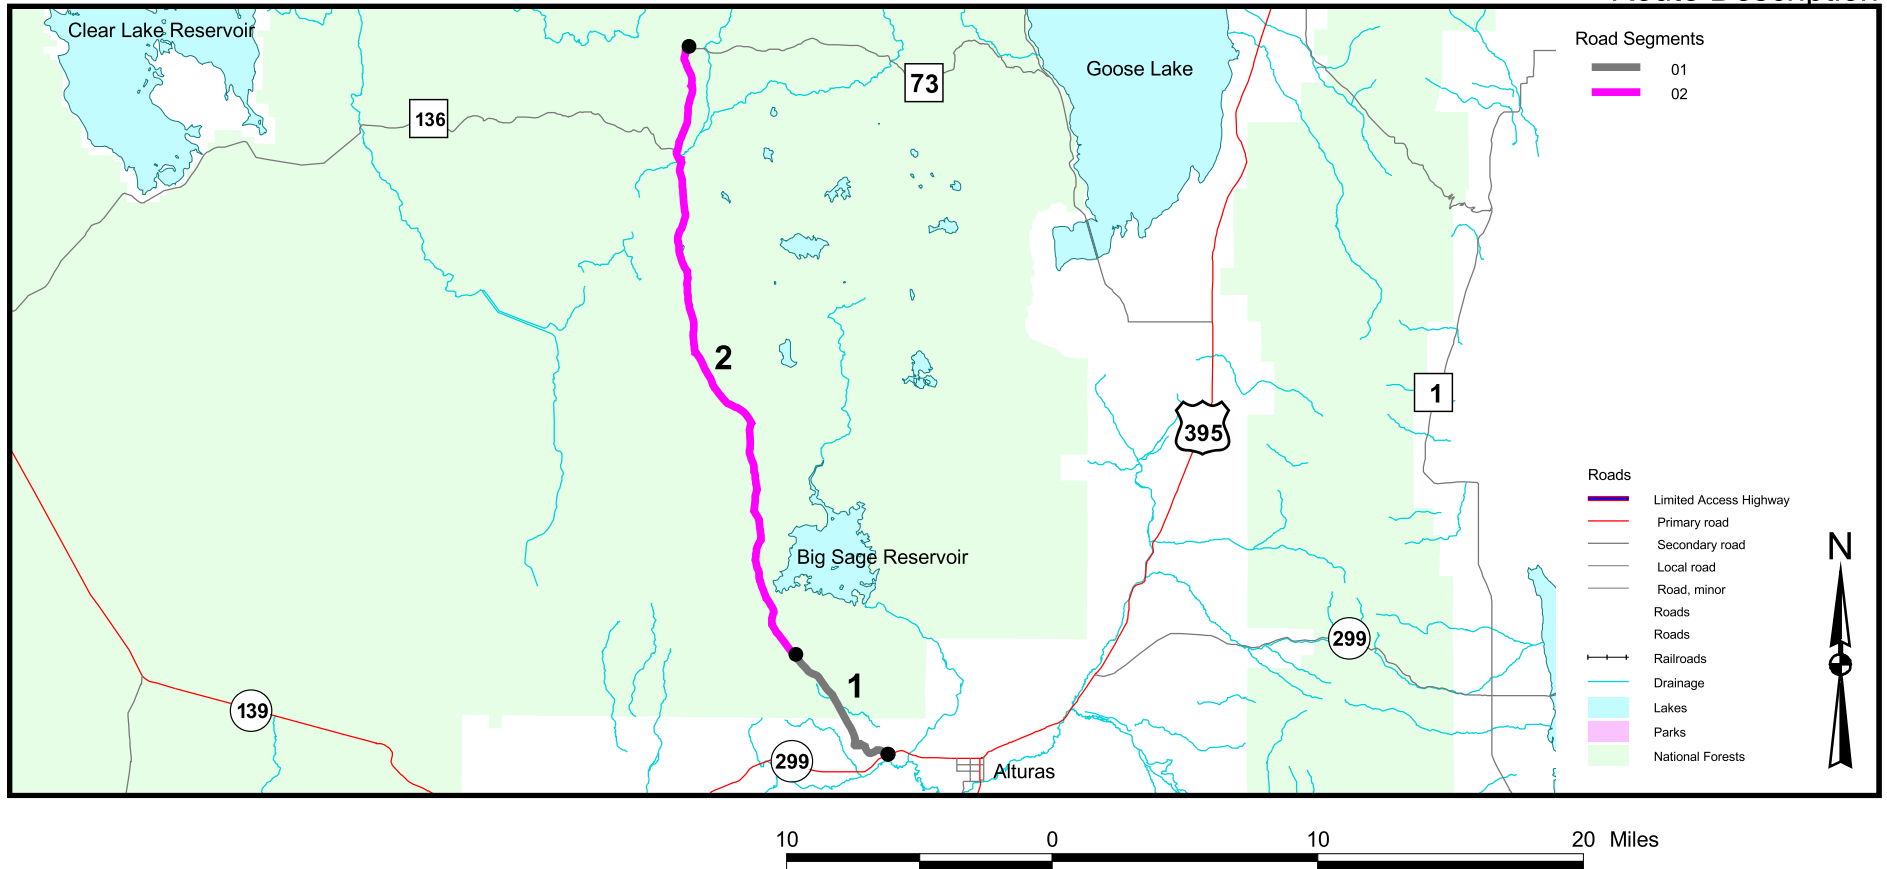 Route Description
Clear Lake Reservoir
Goose Lake
Road Segments
01
02
73
136
2
1
395
Roads
Limited Access Highway
Primary road
Secondary road
Local road
Road, minor
Roads
Roads
Railroads
Drainage
Lakes
Parks
National Forests
N
Big Sage Reservoir
299
1
139
299
Alturas
10 0 10 20 Miles